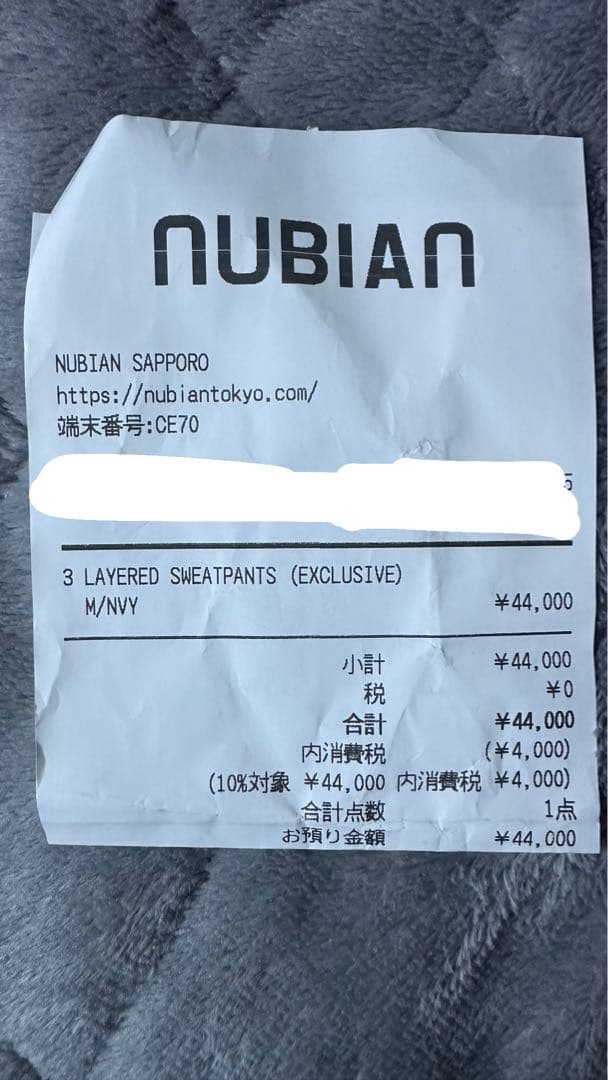 NUBIAN
NUBIAN SAPPORO
https://nubiantokyo.com/
端末番号:CE70
5
3 LAYERED SWEATPANTS (EXCLUSIVE)
M/NVY ¥44,000
小計 ¥44,000
税 ¥0
合計 ¥44,000
内消費税 (¥4,000)
(10%対象 ¥44,000 内消費税 ¥4,000)
合計点数 1点
お預り金額 ¥44,000